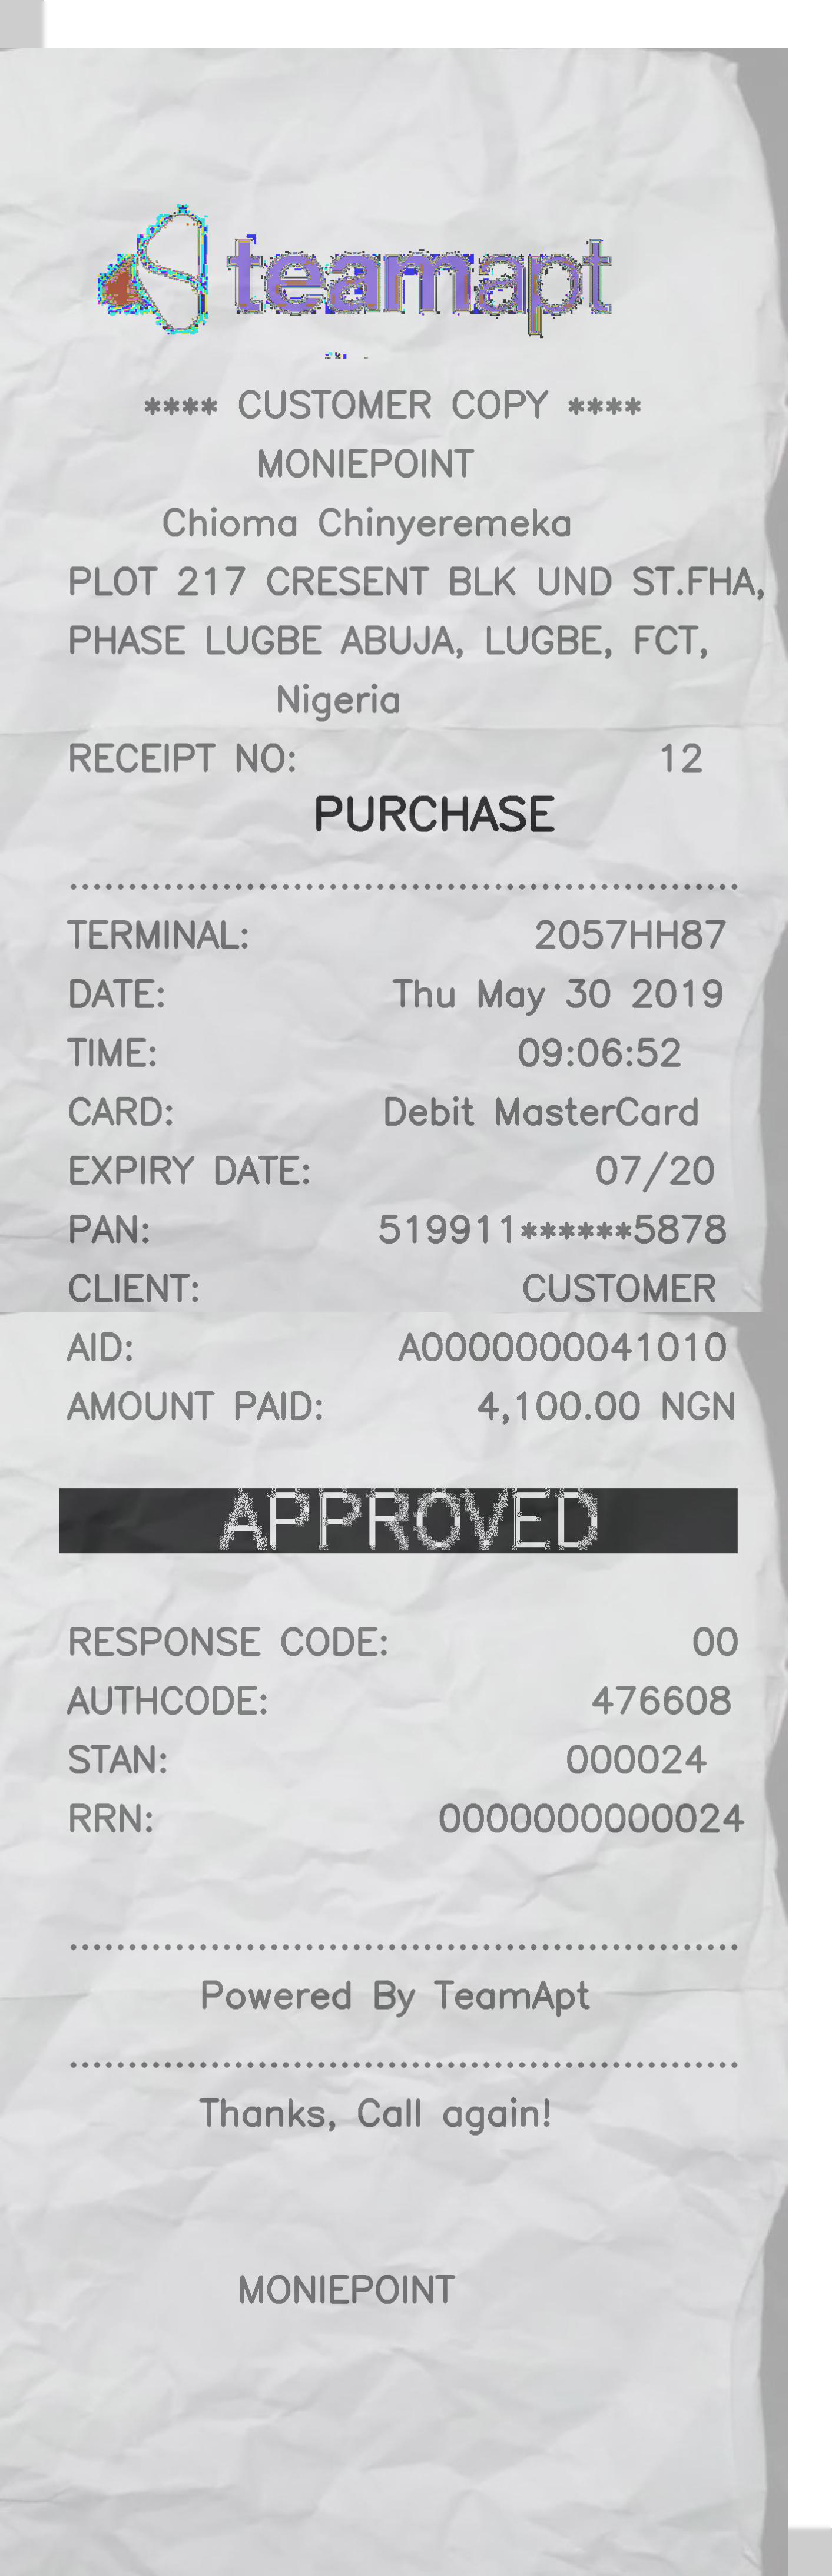 teamapt
**** CUSTOMER COPY ****
MONIEPOINT
Chioma Chinyeremeka
PLOT 217 CRESENT BLK UND ST.FHA,
PHASE LUGBE ABUJA, LUGBE, FCT,
Nigeria
RECEIPT NO: 12
PURCHASE
TERMINAL: 2057HH87
DATE: Thu May 30 2019
TIME: 09:06:52
CARD: Debit MasterCard
EXPIRY DATE: 07/20
PAN: 519911******5878
CLIENT: CUSTOMER
AID: A0000000041010
AMOUNT PAID: 4,100.00 NGN
APPROVED
RESPONSE CODE: 00
AUTHCODE: 476608
STAN: 000024
RRN: 0000000000024
Powered By TeamApt
Thanks, Call again!
MONIEPOINT